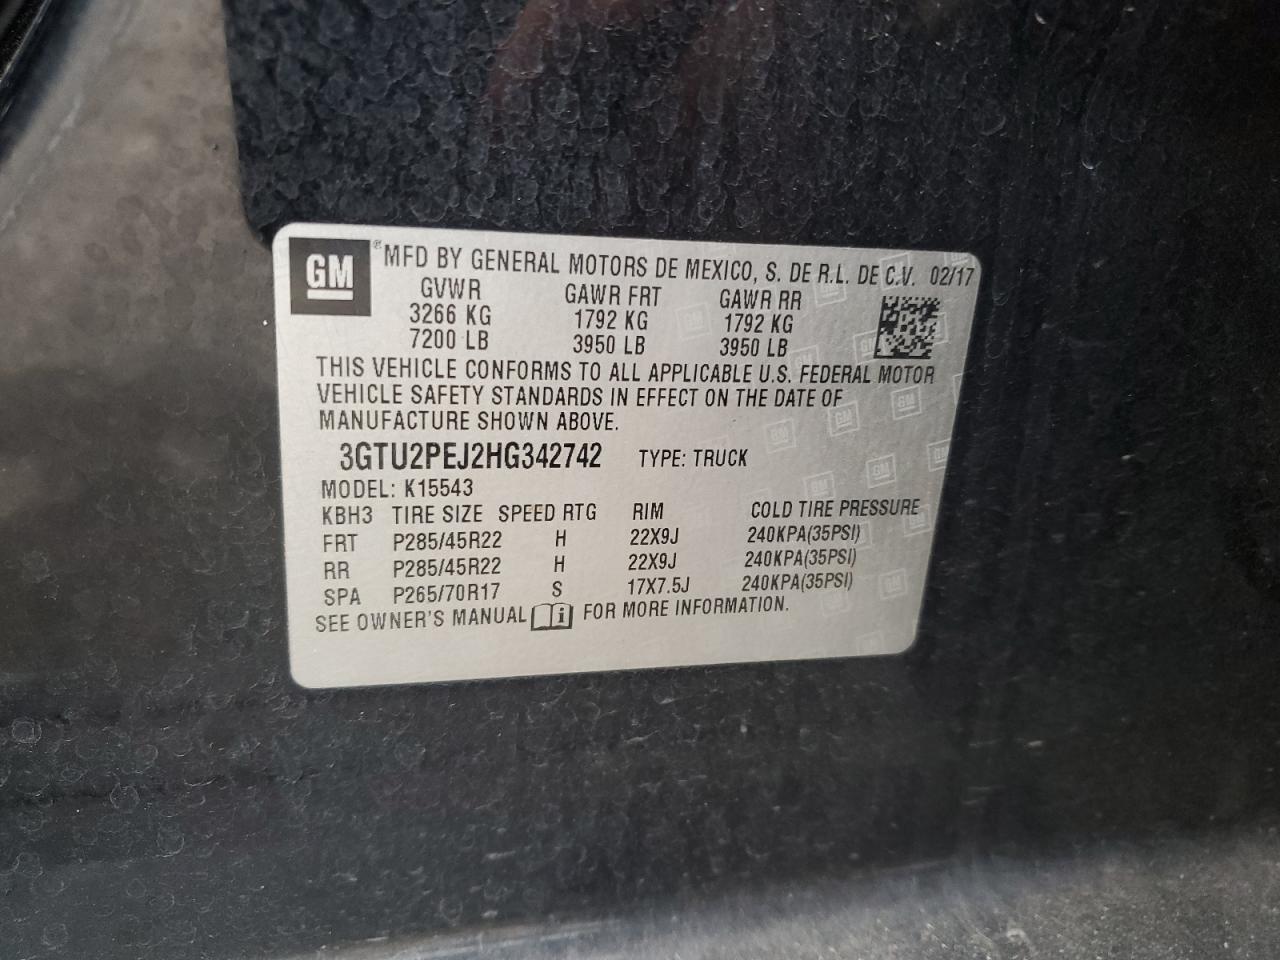 GM ® MFD BY GENERAL MOTORS DE MEXICO, S. DE R.L. DE C.V. 02/17
GVWR GAWR FRT GAWR RR
3266 KG 1792 KG 1792 KG
7200 LB 3950 LB 3950 LB
THIS VEHICLE CONFORMS TO ALL APPLICABLE U.S. FEDERAL MOTOR
VEHICLE SAFETY STANDARDS IN EFFECT ON THE DATE OF
MANUFACTURE SHOWN ABOVE.
3GTU2PEJ2HG342742 TYPE: TRUCK
MODEL: K15543
KBH3 TIRE SIZE SPEED RTG RIM COLD TIRE PRESSURE
FRT P285/45R22 H 22X9J 240KPA(35PSI)
RR P285/45R22 H 22X9J 240KPA(35PSI)
SPA P265/70R17 S 17X7.5J 240KPA(35PSI)
SEE OWNER'S MANUAL i FOR MORE INFORMATION.